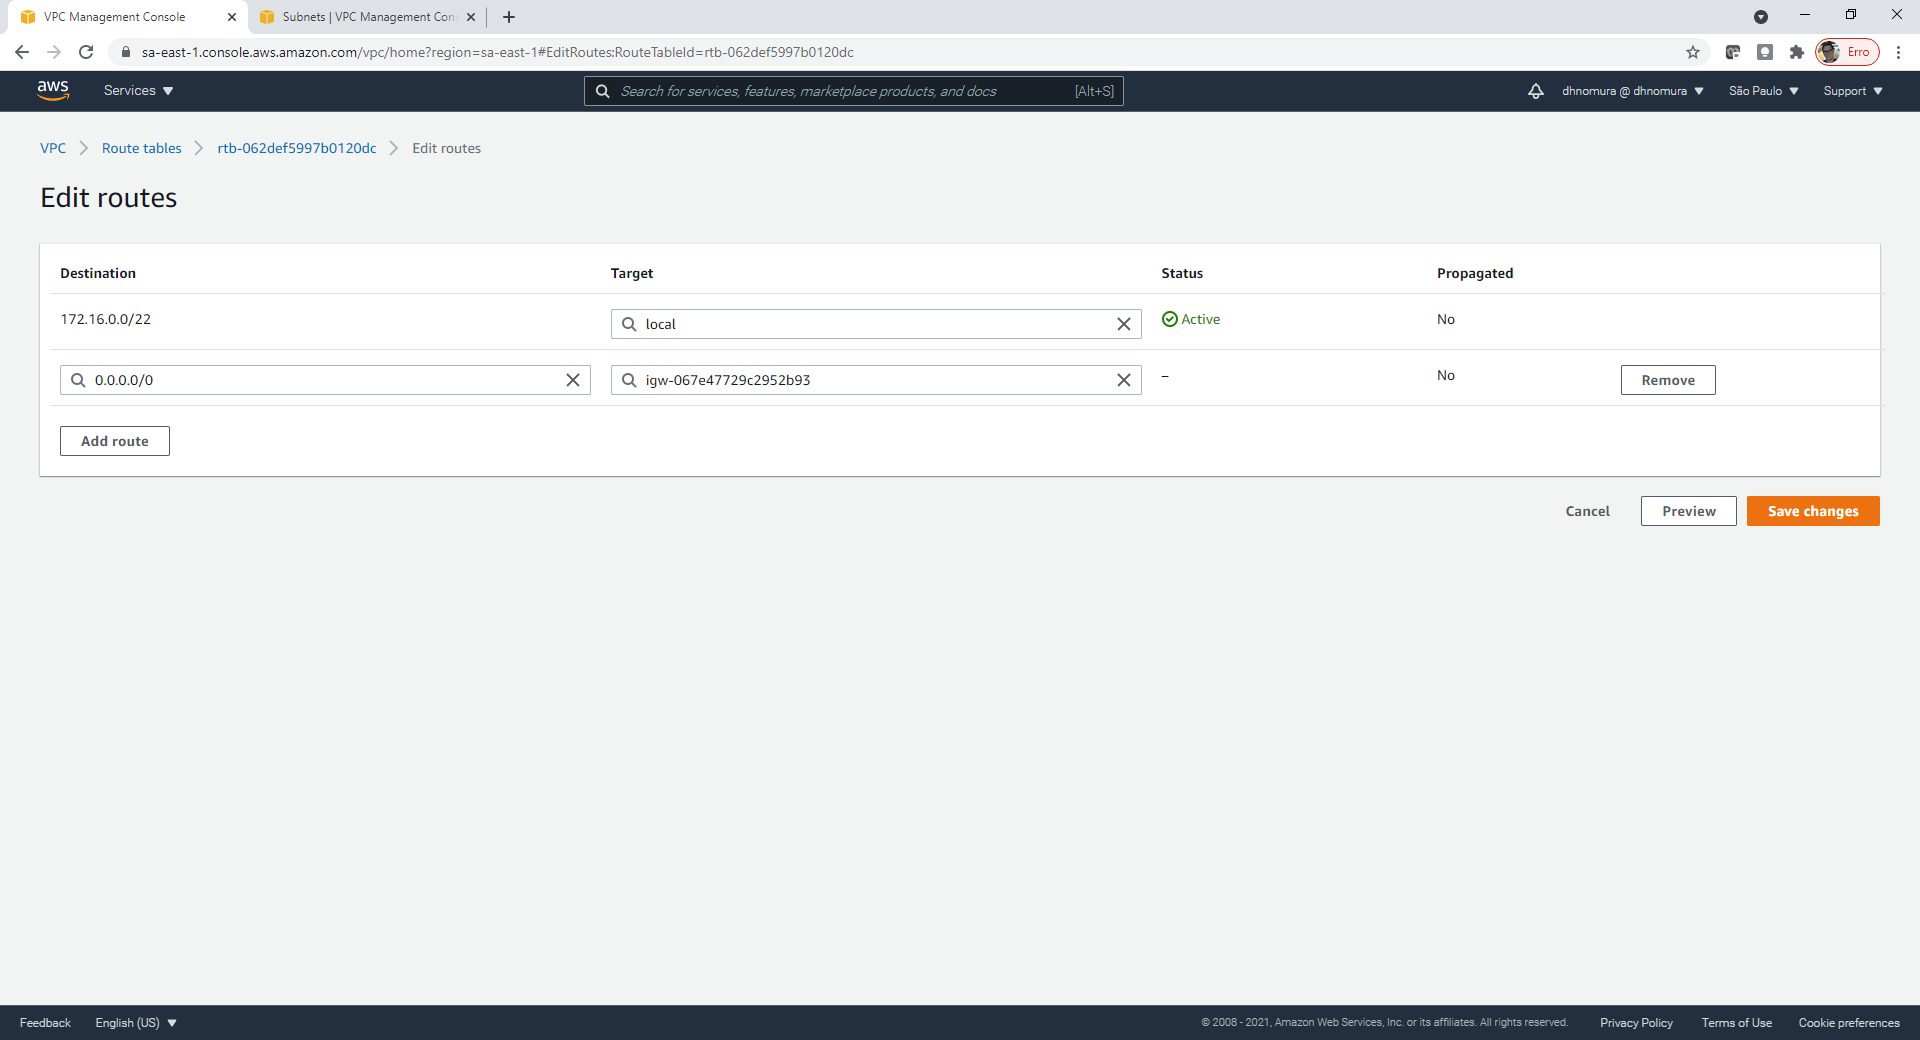 VPC Management Console
Subnets | VPC Management Con
sa-east-1.console.aws.amazon.com/vpc/home?region=sa-east-1#EditRoutes:RouteTableId=rtb-062def5997b0120dc
Erro
aws
Services
Search for services, features, marketplace products, and docs
[Alt+S]
dhnomura @ dhnomura
São Paulo
Support
VPC
Route tables
rtb-062def5997b0120dc
Edit routes
Edit routes
Destination
Target
Status
Propagated
172.16.0.0/22
local
Active
No
0.0.0.0/0
igw-067e47729c2952b93
–
No
Remove
Add route
Cancel
Preview
Save changes
Feedback
English (US)
© 2008 - 2021, Amazon Web Services, Inc. or its affiliates. All rights reserved.
Privacy Policy
Terms of Use
Cookie preferences